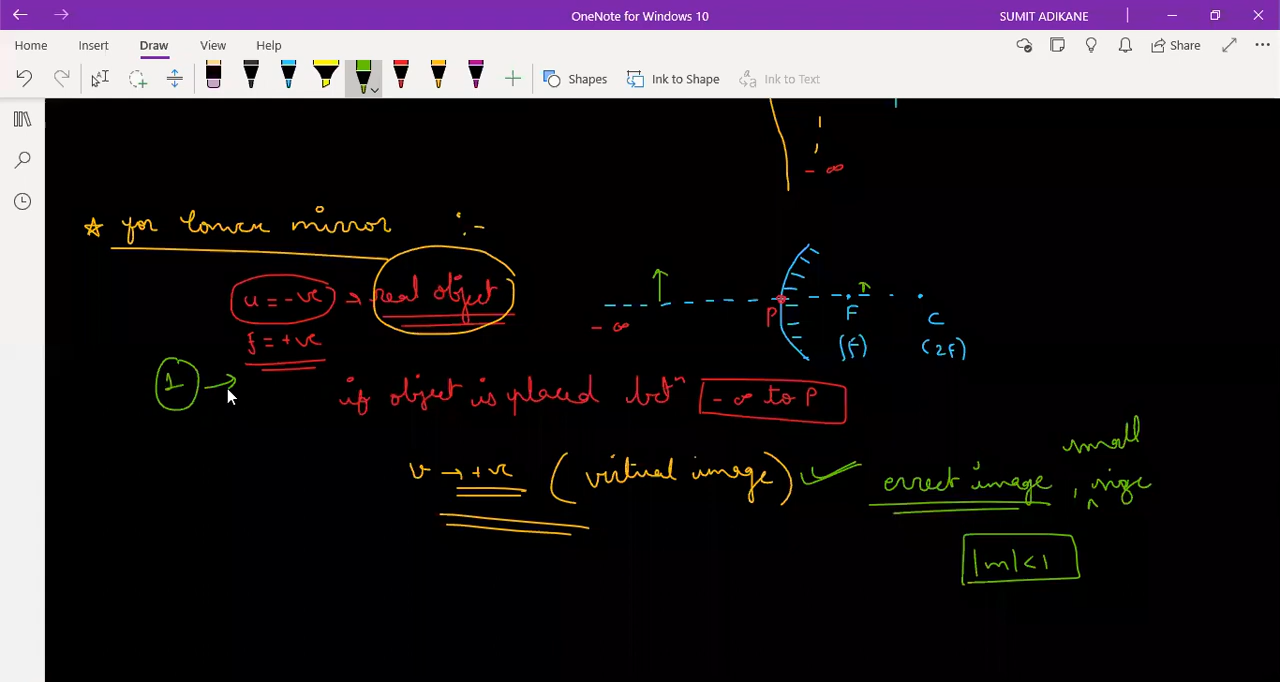 OneNote for Windows 10
SUMIT ADIKANE
Home Insert Draw View Help
Share
Shapes
Ink to Shape
Ink to Text
- ∞
☆ for convex mirror :-
u = -ve → real object
f = +ve
- ∞
P
F
C
(f)
(2F)
1 →
if object is placed betⁿ - ∞ to P
v → +ve (virtual image) ✓
errect image, small size
|m| < 1